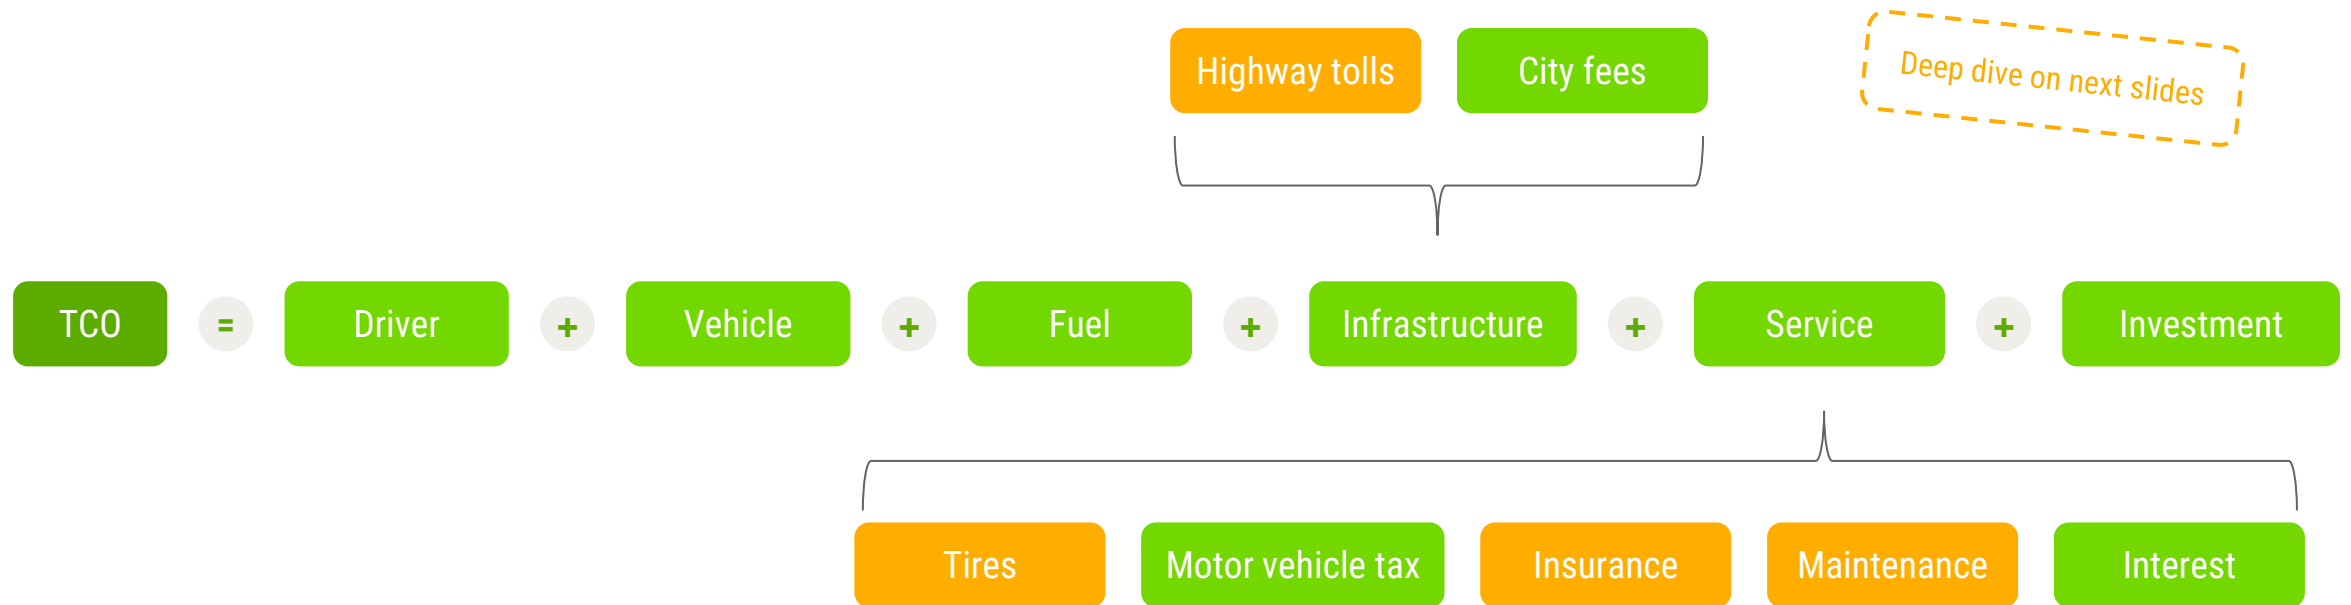 Highway tolls
City fees
Deep dive on next slides
TCO = Driver + Vehicle + Fuel + Infrastructure + Service + Investment
Tires
Motor vehicle tax
Insurance
Maintenance
Interest